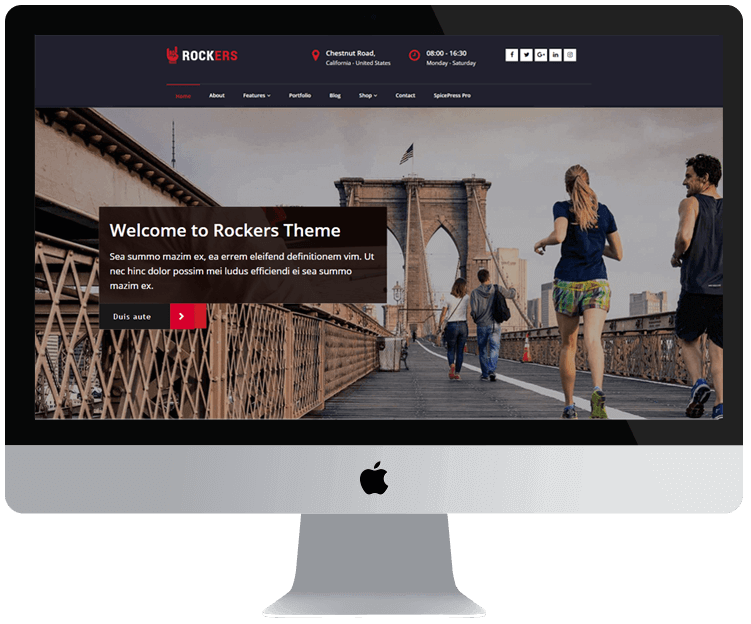 ROCKERS
Chestnut Road,
California - United States
08:00 - 16:30
Monday - Saturday
Home
About
Features
Portfolio
Blog
Shop
Contact
SpicePress Pro
Welcome to Rockers Theme
Sea summo mazim ex, ea errem eleifend definitionem vim. Ut
nec hinc dolor possim mei ludus efficiendi ei sea summo
mazim ex.
Duis aute